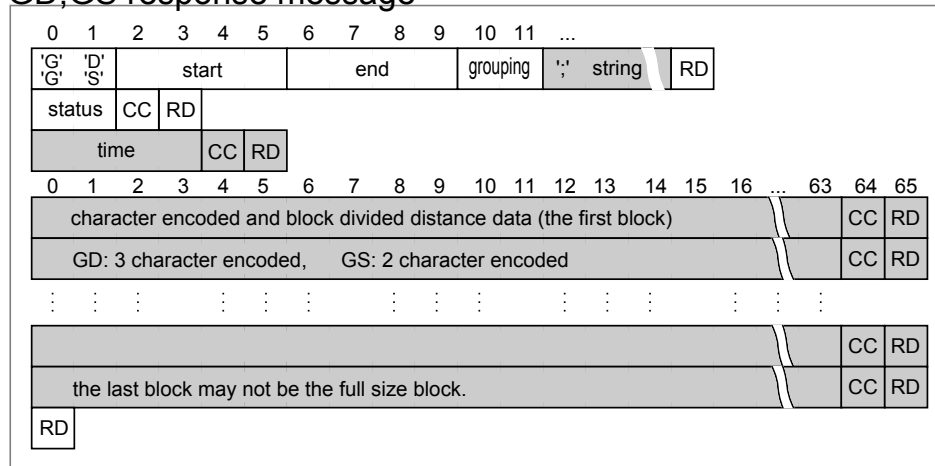 GD,GS response message
0 1 2 3 4 5 6 7 8 9 10 11 ...
'G' 'D' start end grouping ';' string RD
'G' 'S'
status CC RD
time CC RD
0 1 2 3 4 5 6 7 8 9 10 11 12 13 14 15 16 ... 63 64 65
character encoded and block divided distance data (the first block) CC RD
GD: 3 character encoded, GS: 2 character encoded CC RD
CC RD
the last block may not be the full size block. CC RD
RD